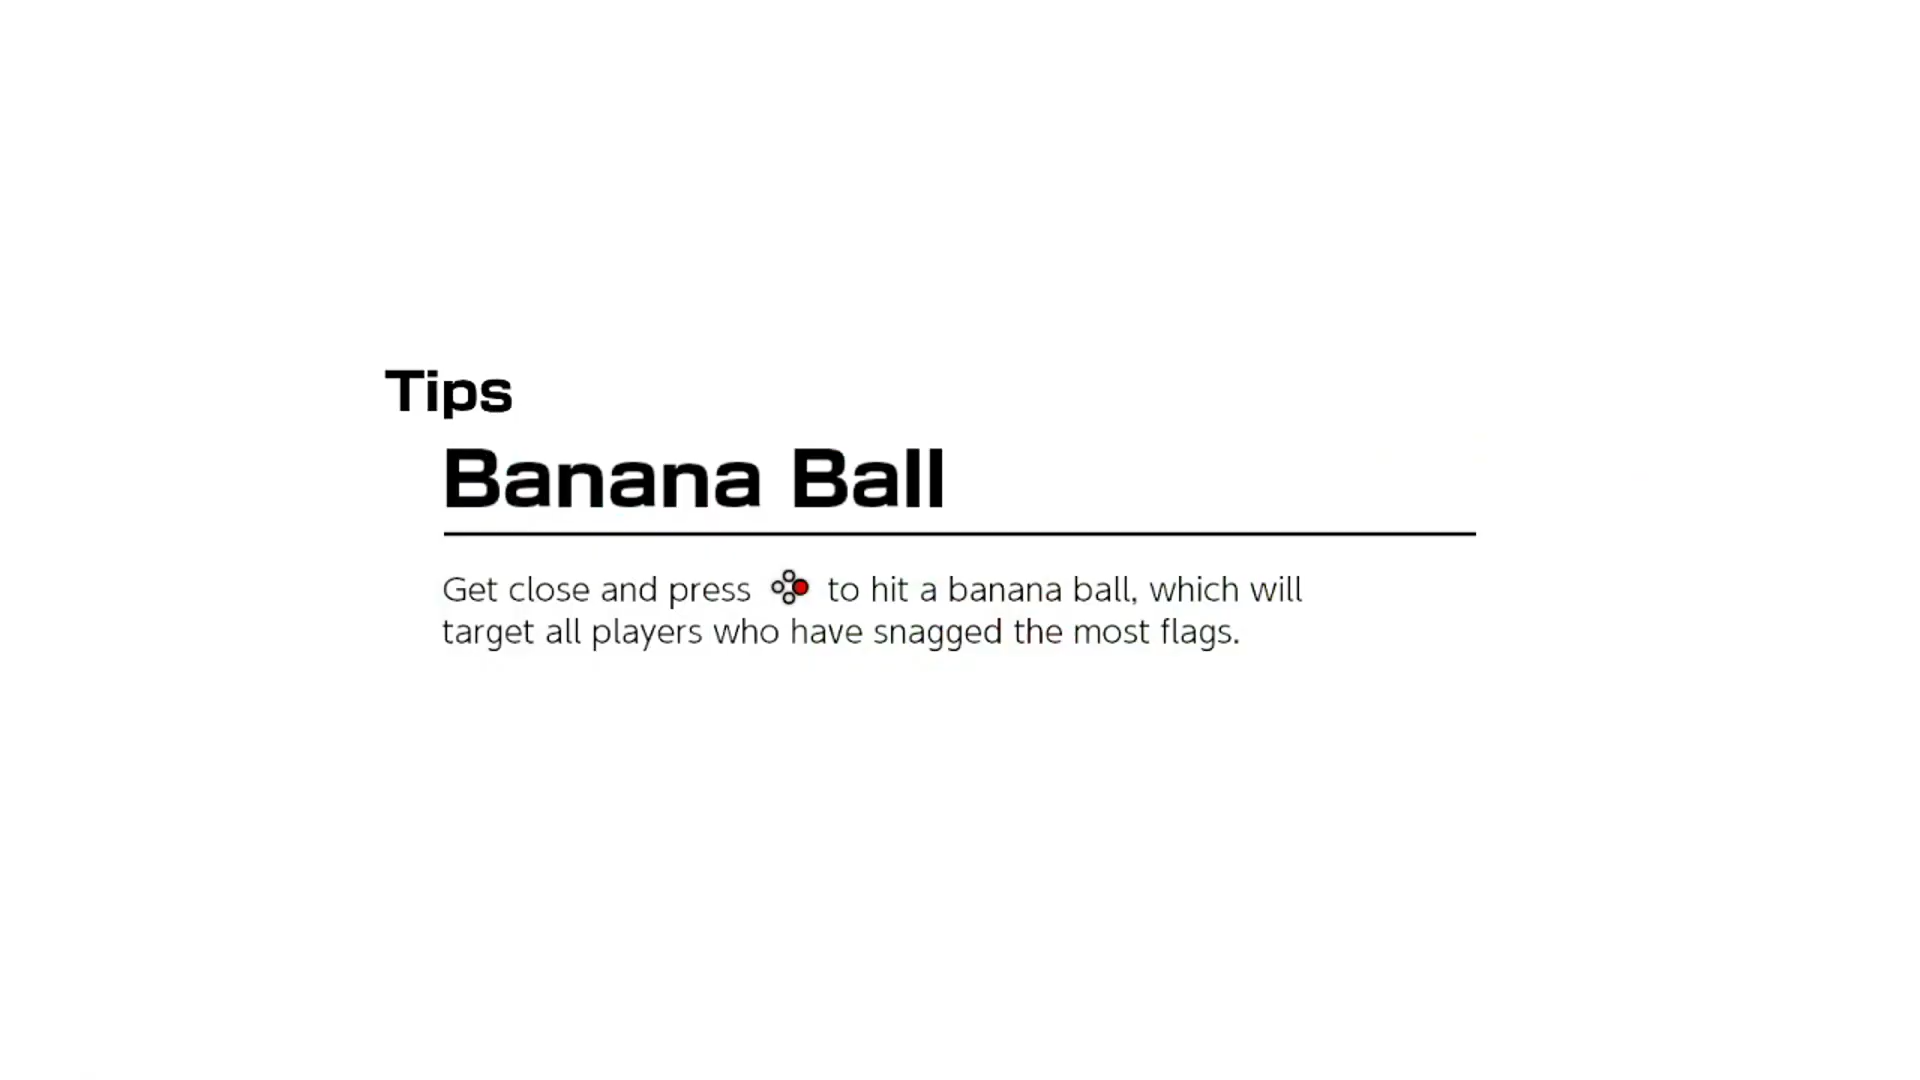 Tips
Banana Ball
Get close and press to hit a banana ball, which will
target all players who have snagged the most flags.